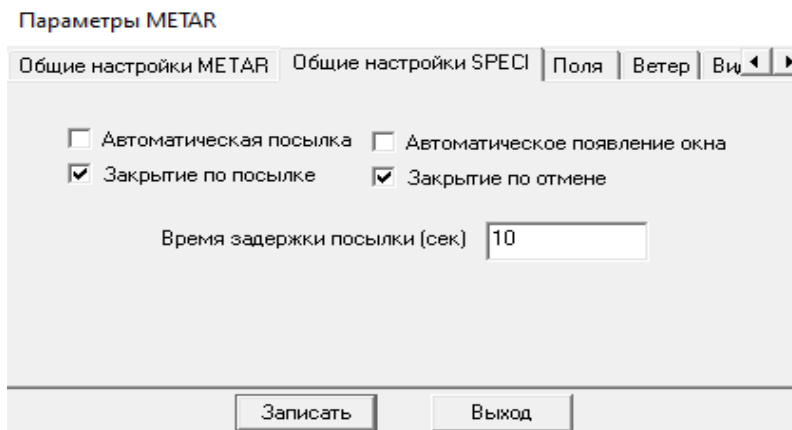 Параметры METAR
Общие настройки METAR Общие настройки SPECI Поля Ветер Ви
Автоматическая посылка Автоматическое появление окна
Закрытие по посылке Закрытие по отмене
Время задержки посылки (сек) 10
Записать Выход